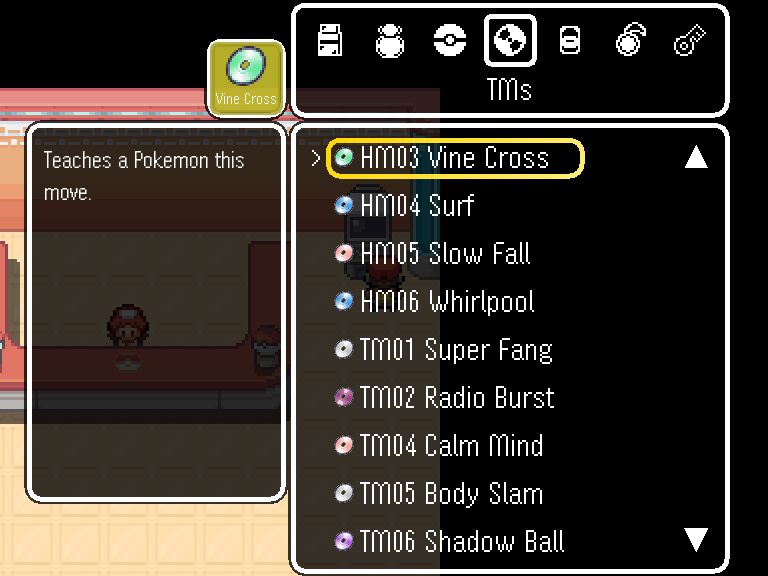 TMs
Vine Cross
Teaches a Pokemon this
move.
HM03 Vine Cross
HM04 Surf
HM05 Slow Fall
HM06 Whirlpool
TM01 Super Fang
TM02 Radio Burst
TM04 Calm Mind
TM05 Body Slam
TM06 Shadow Ball